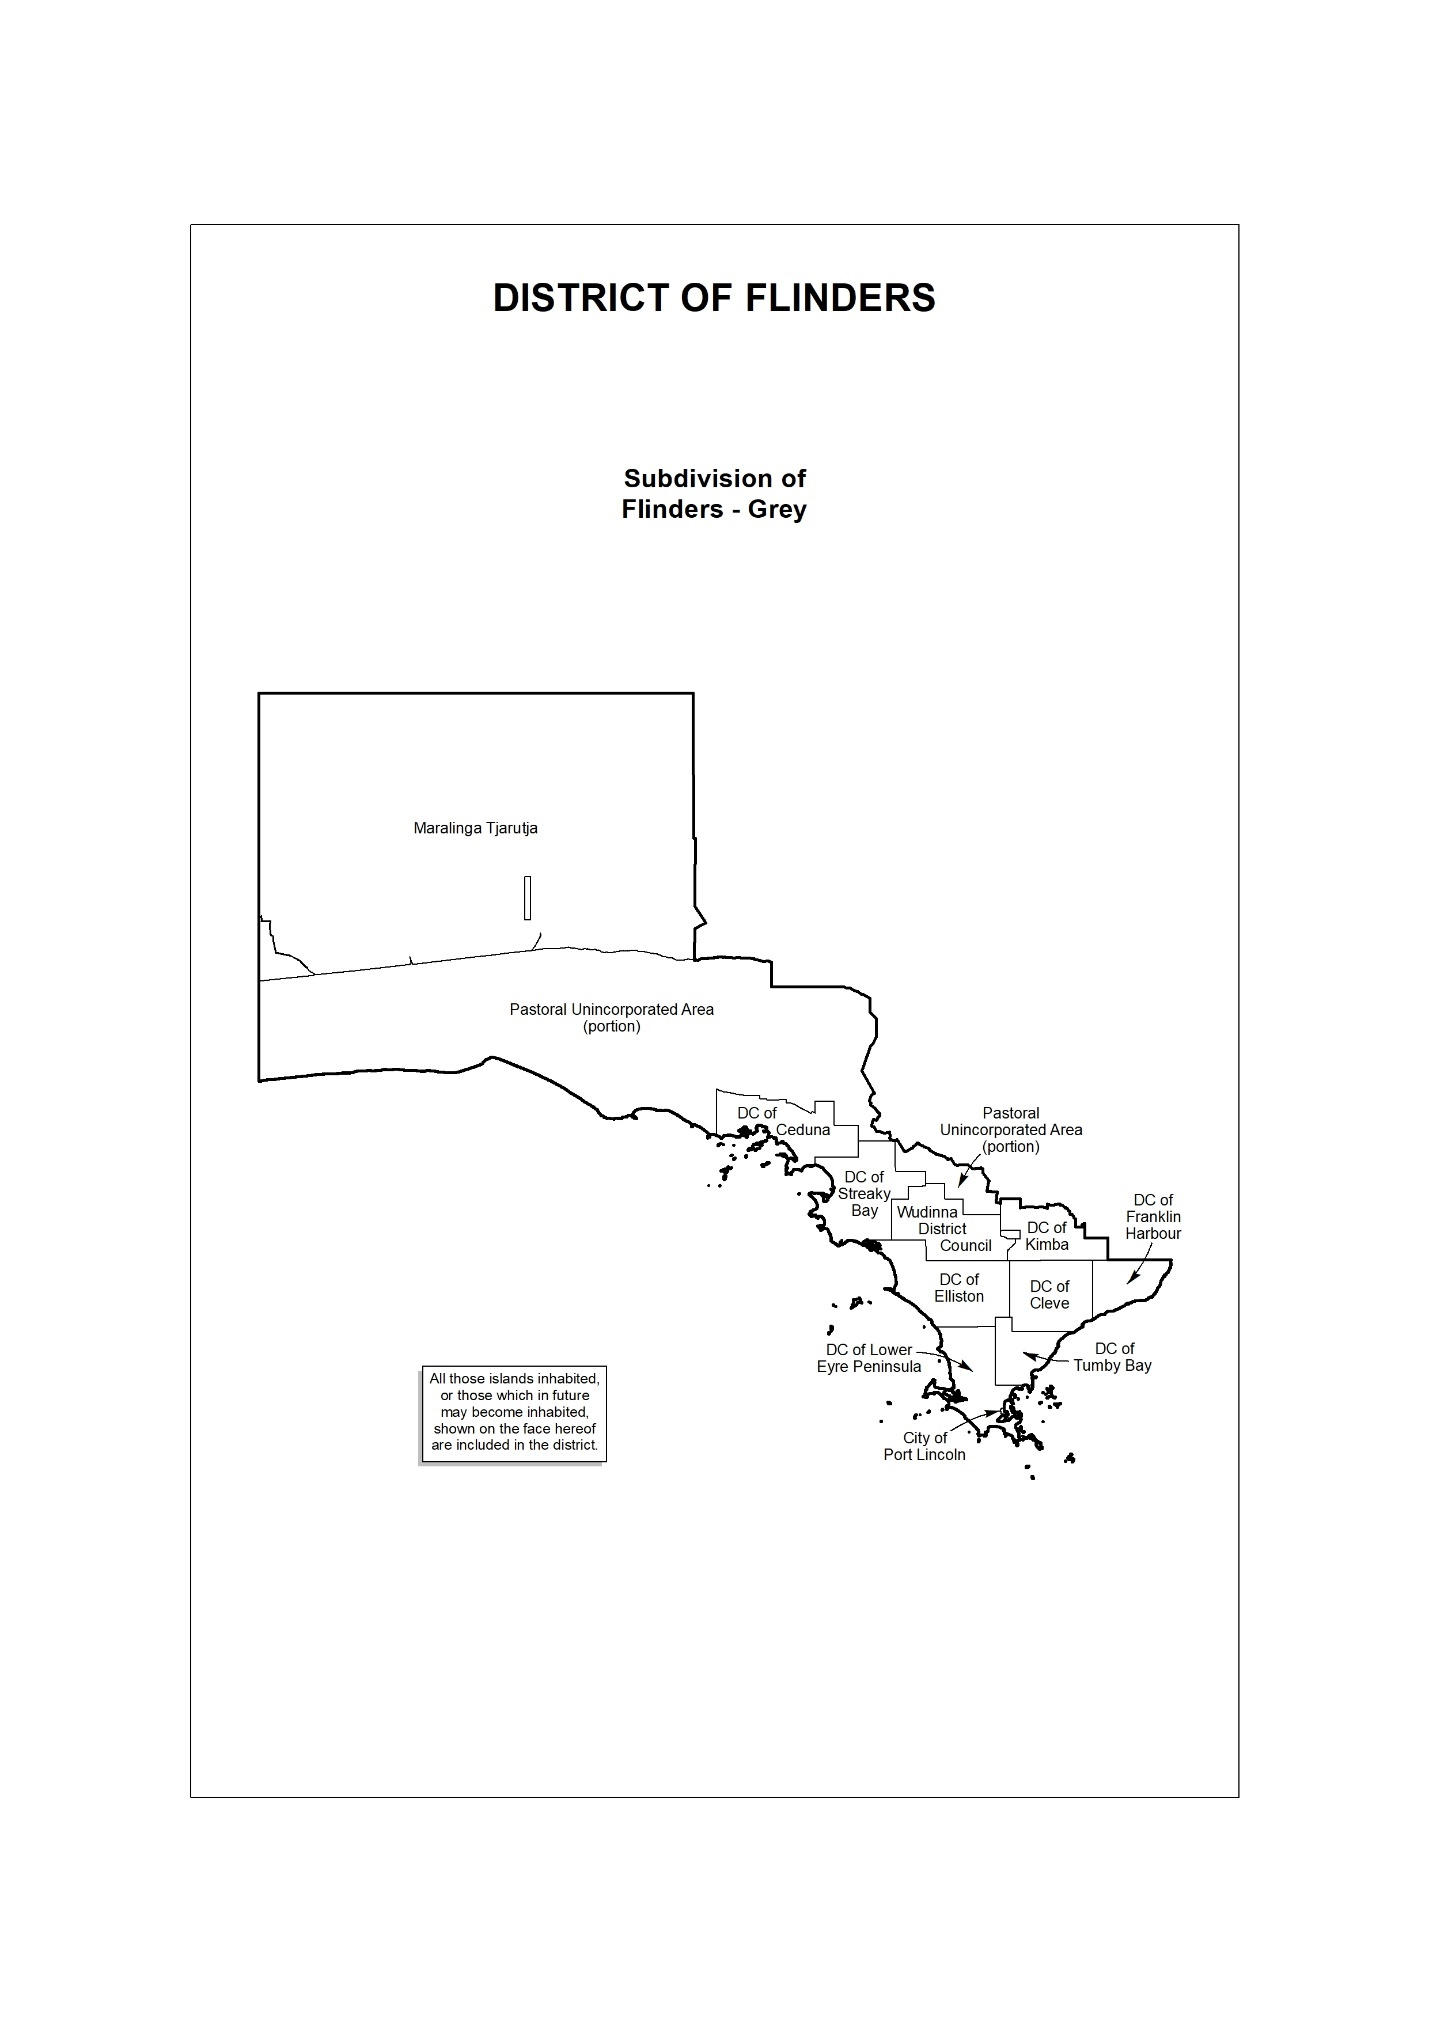 DISTRICT OF FLINDERS
Subdivision of
Flinders - Grey
Maralinga Tjarutja
Pastoral Unincorporated Area
(portion)
DC of
Ceduna
Pastoral
Unincorporated Area
(portion)
DC of
Streaky
Bay
Wudinna
District
Council
DC of
Kimba
DC of
Franklin
Harbour
DC of
Elliston
DC of
Cleve
DC of Lower
Eyre Peninsula
DC of
Tumby Bay
City of
Port Lincoln
All those islands inhabited,
or those which in future
may become inhabited,
shown on the face hereof
are included in the district.